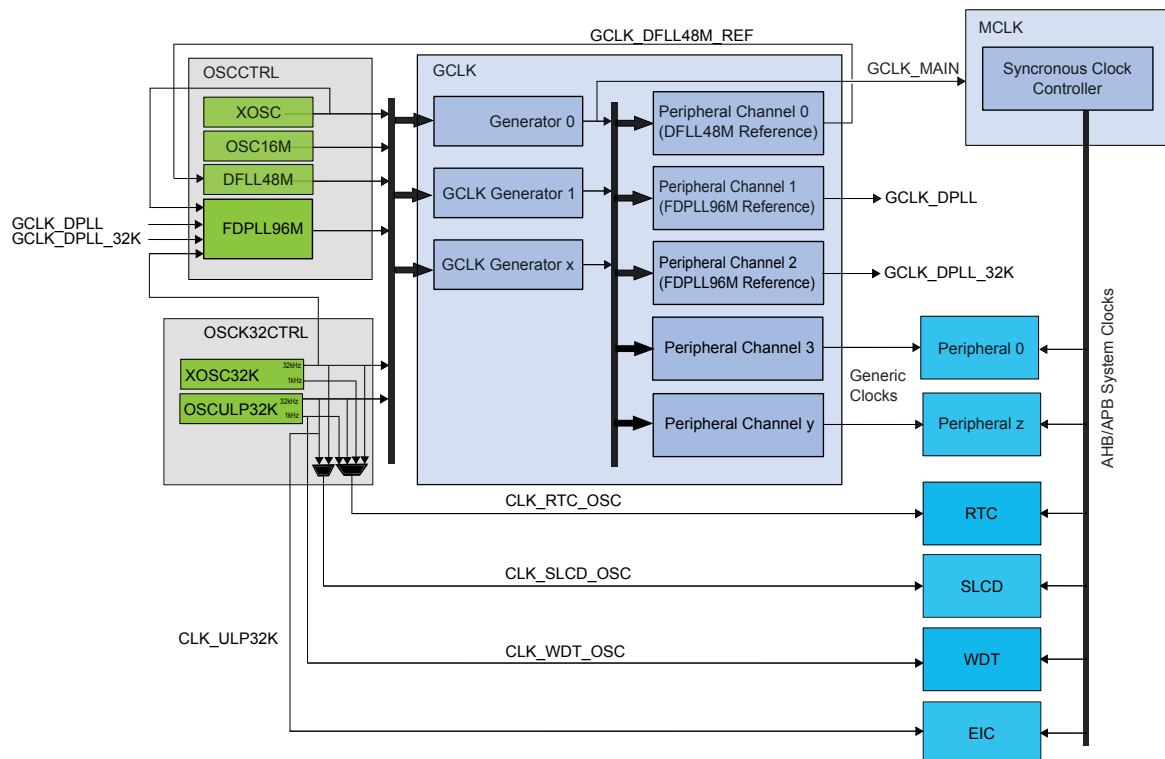 GCLK_DFLL48M_REF
MCLK
OSCCTRL
GCLK
GCLK_MAIN
Syncronous Clock
Controller
XOSC
Generator 0
Peripheral Channel 0
(DFLL48M Reference)
OSC16M
DFLL48M
GCLK Generator 1
Peripheral Channel 1
(FDPLL96M Reference)
GCLK_DPLL
GCLK_DPLL
GCLK_DPLL_32K
FDPLL96M
GCLK Generator x
Peripheral Channel 2
(FDPLL96M Reference)
GCLK_DPLL_32K
OSCK32CTRL
Peripheral Channel 3
Peripheral 0
XOSC32K
32kHz
1kHz
Generic
Clocks
OSCULP32K
32kHz
1kHz
Peripheral Channel y
Peripheral z
AHB/APB System Clocks
CLK_RTC_OSC
RTC
CLK_SLCD_OSC
SLCD
CLK_ULP32K
CLK_WDT_OSC
WDT
EIC